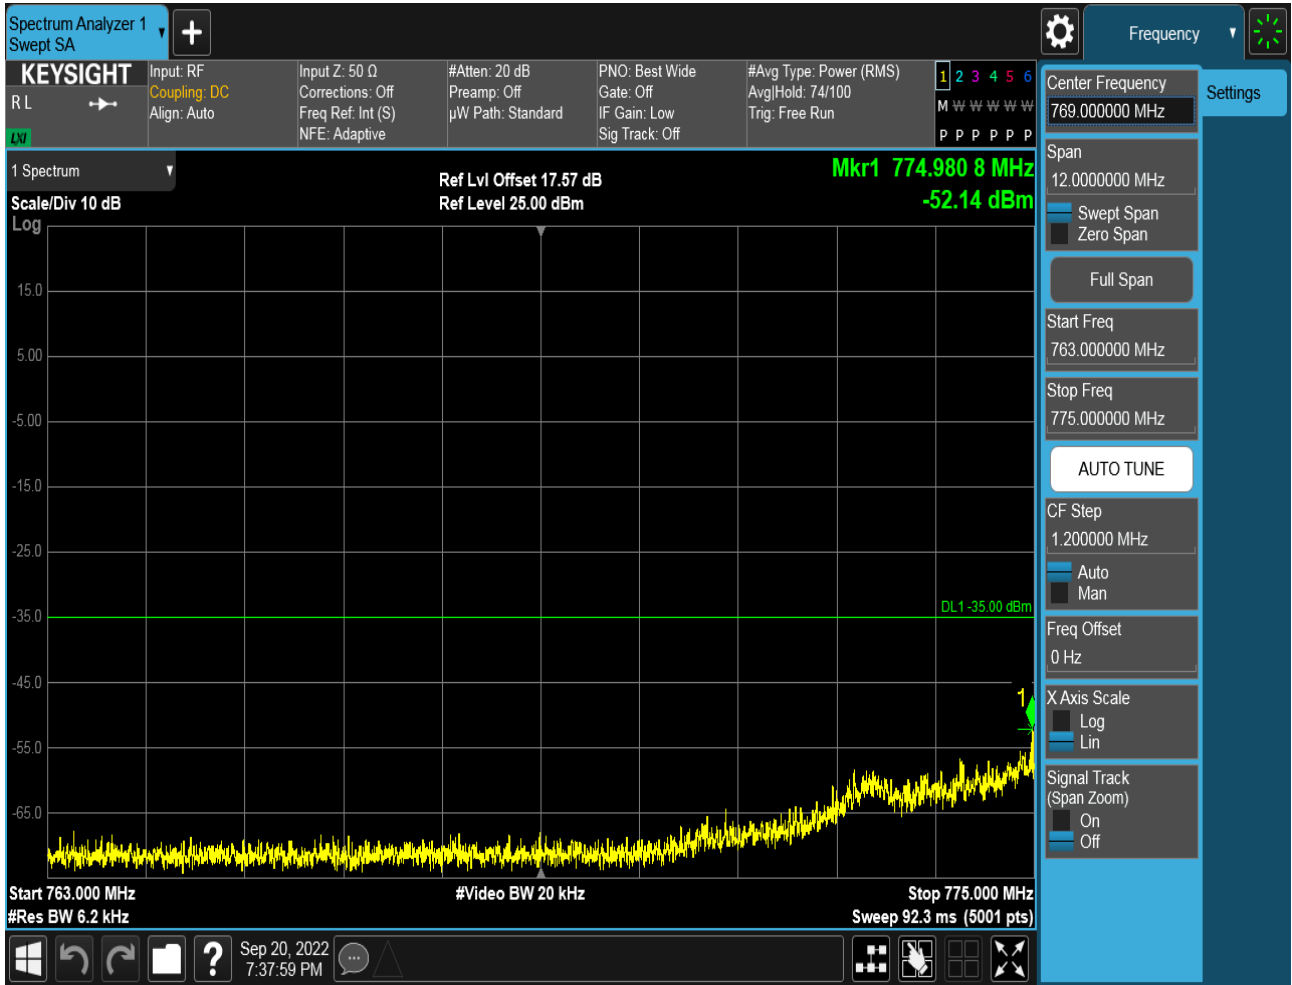 Spectrum Analyzer 1
Swept SA
Frequency
KEYSIGHT
R L
LXI
Input: RF
Coupling: DC
Align: Auto
Input Z: 50 Ω
Corrections: Off
Freq Ref: Int (S)
NFE: Adaptive
#Atten: 20 dB
Preamp: Off
µW Path: Standard
PNO: Best Wide
Gate: Off
IF Gain: Low
Sig Track: Off
#Avg Type: Power (RMS)
Avg|Hold: 74/100
Trig: Free Run
1 2 3 4 5 6
M W W W W W
P P P P P P
1 Spectrum
Scale/Div 10 dB
Log
Ref Lvl Offset 17.57 dB
Ref Level 25.00 dBm
Mkr1 774.980 8 MHz
-52.14 dBm
15.0
5.00
-5.00
-15.0
-25.0
-35.0
-45.0
-55.0
-65.0
DL1 -35.00 dBm
1
Start 763.000 MHz
#Res BW 6.2 kHz
#Video BW 20 kHz
Stop 775.000 MHz
Sweep 92.3 ms (5001 pts)
Center Frequency
769.000000 MHz
Span
12.0000000 MHz
Swept Span
Zero Span
Full Span
Start Freq
763.000000 MHz
Stop Freq
775.000000 MHz
AUTO TUNE
CF Step
1.200000 MHz
Auto
Man
Freq Offset
0 Hz
X Axis Scale
Log
Lin
Signal Track
(Span Zoom)
On
Off
Settings
?
Sep 20, 2022
7:37:59 PM